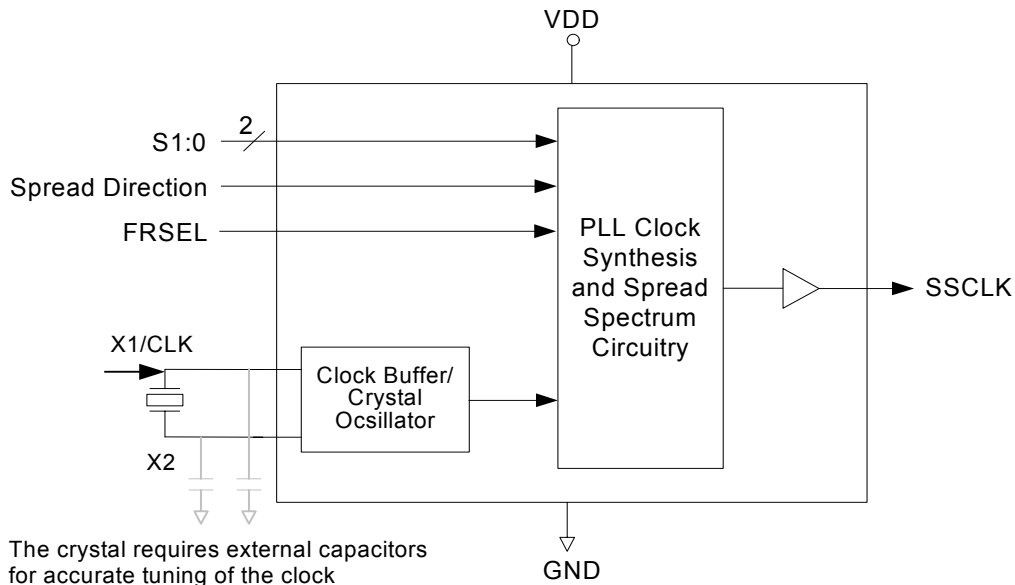 VDD
2
S1:0
Spread Direction
FRSEL
PLL Clock
Synthesis
and Spread
Spectrum
Circuitry
SSCLK
X1/CLK
Clock Buffer/
Crystal
Ocsillator
X2
The crystal requires external capacitors
for accurate tuning of the clock
GND